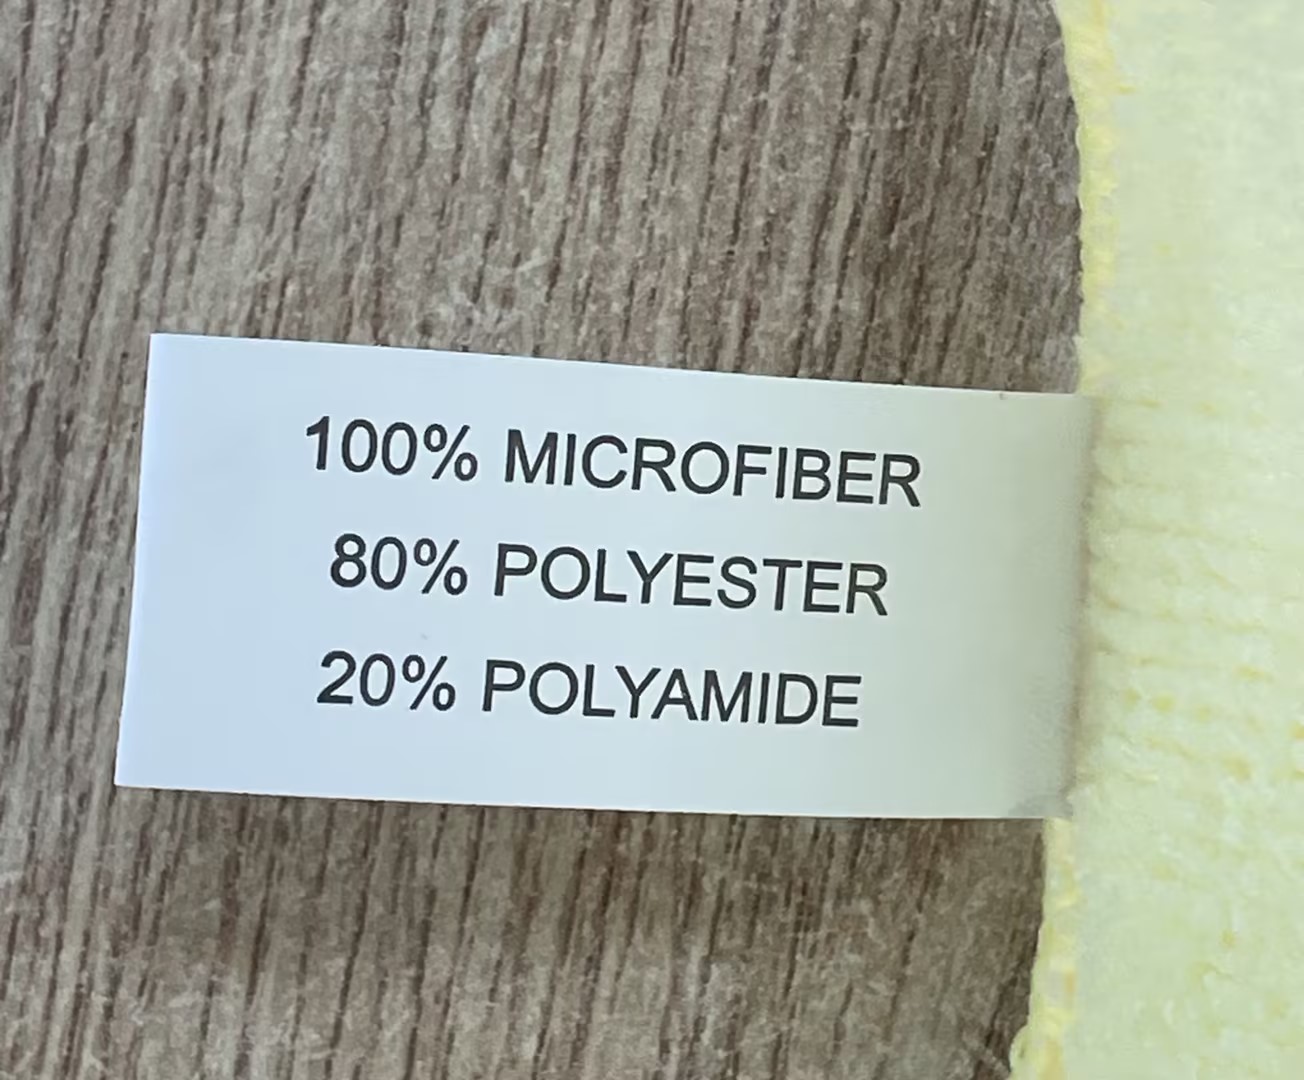 100% MICROFIBER
80% POLYESTER
20% POLYAMIDE